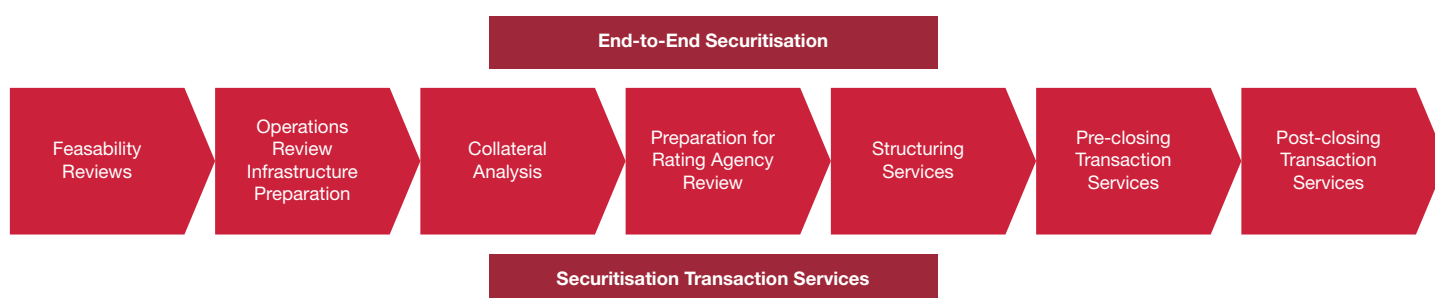 End-to-End Securitisation
Feasability
Reviews
Operations
Review
Infrastructure
Preparation
Collateral
Analysis
Preparation for
Rating Agency
Review
Structuring
Services
Pre-closing
Transaction
Services
Post-closing
Transaction
Services
Securitisation Transaction Services